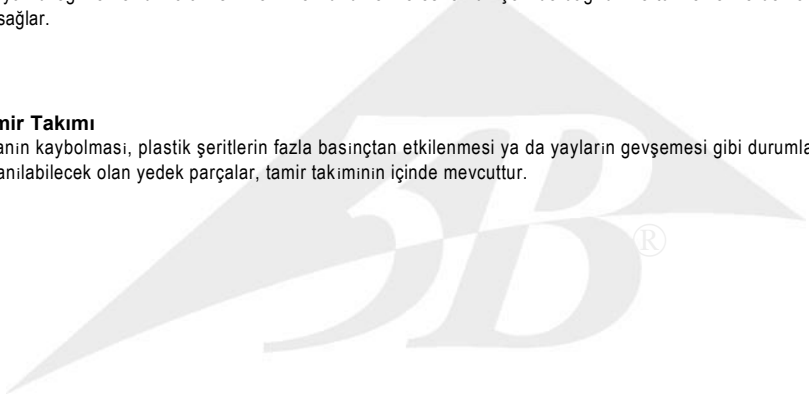 sağlar.
mir Takımı
anın kaybolması, plastik şeritlerin fazla basınçtan etkilenmesi ya da yayların gevşemesi gibi durumla
anılabilecek olan yedek parçalar, tamir takımının içinde mevcuttur.
3B
®